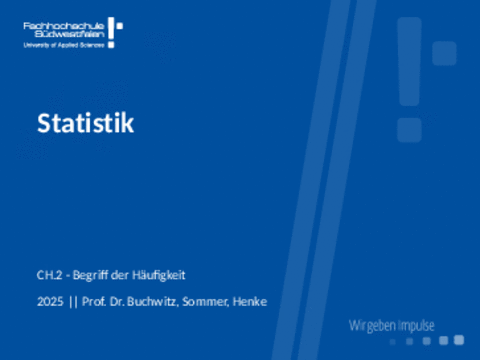 Fachhochschule
Südwestfalen
University of Applied Sciences
Statistik
CH.2 - Begriff der Häufigkeit
2025 || Prof. Dr. Buchwitz, Sommer, Henke
Wir geben Impulse